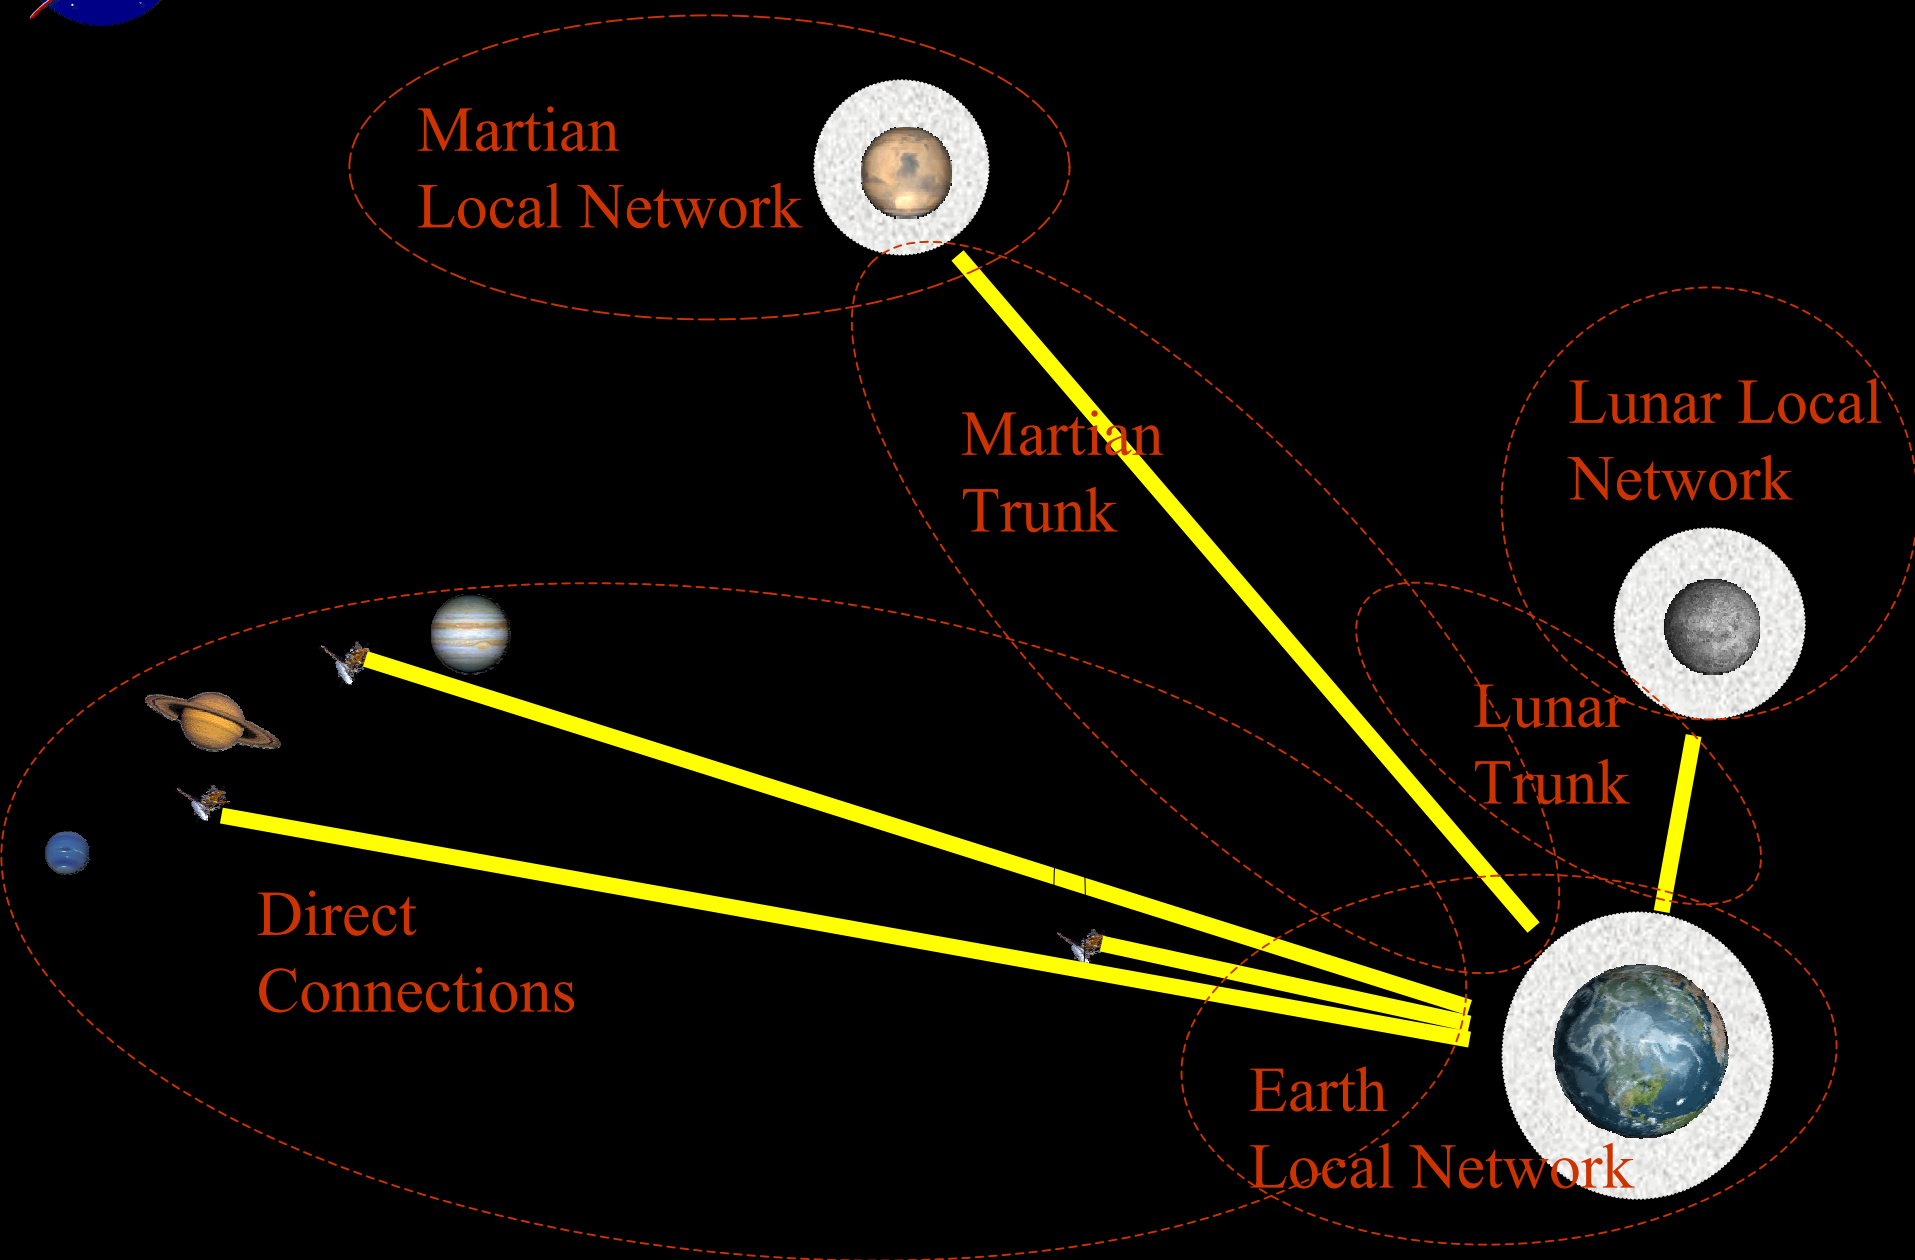 Martian
Local Network
Lunar Local
Network
Martian
Trunk
Lunar
Trunk
Direct
Connections
Earth
Local Network